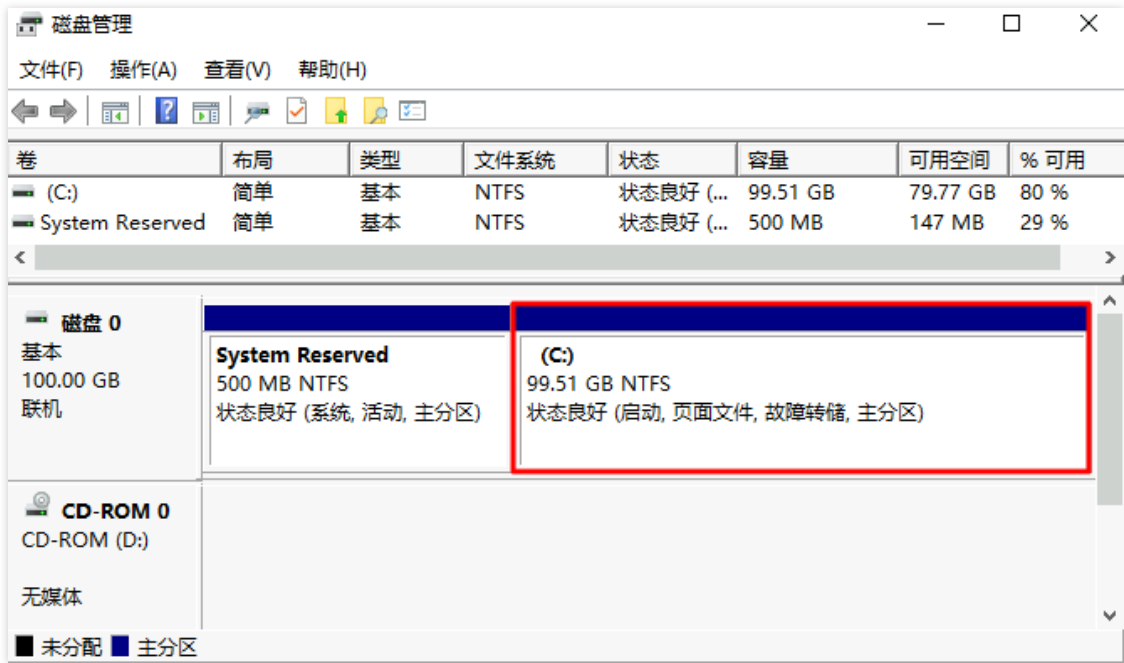 磁盘管理
文件(F) 操作(A) 查看(V) 帮助(H)
卷 布局 类型 文件系统 状态 容量 可用空间 % 可用
(C:) 简单 基本 NTFS 状态良好 (... 99.51 GB 79.77 GB 80 %
System Reserved 简单 基本 NTFS 状态良好 (... 500 MB 147 MB 29 %
磁盘 0
基本
100.00 GB
联机
System Reserved
500 MB NTFS
状态良好 (系统, 活动, 主分区)
(C:)
99.51 GB NTFS
状态良好 (启动, 页面文件, 故障转储, 主分区)
CD-ROM 0
CD-ROM (D:)
无媒体
未分配 主分区